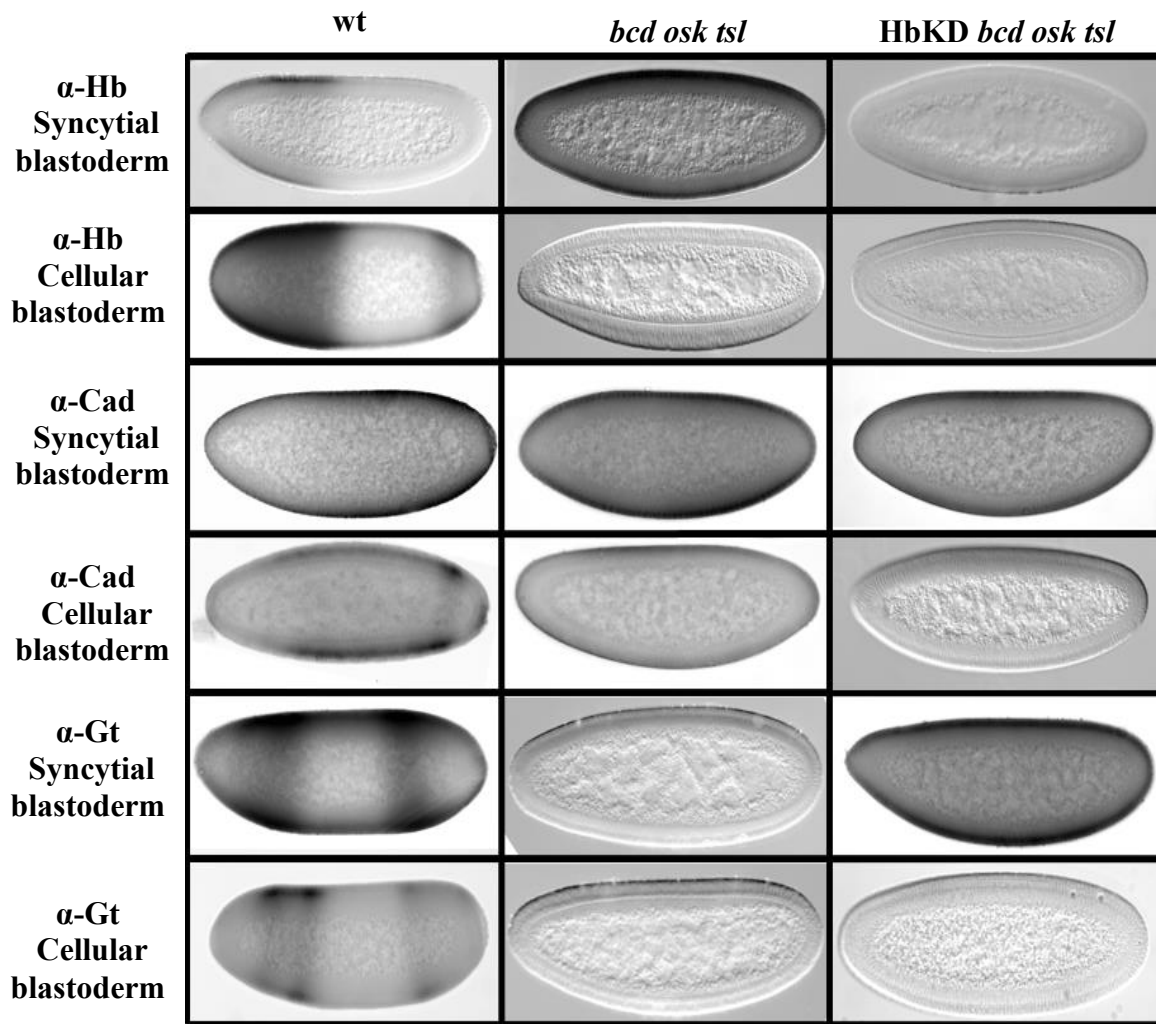 wt
bcd osk tsl
HbKD bcd osk tsl
α-Hb
Syncytial
blastoderm
α-Hb
Cellular
blastoderm
α-Cad
Syncytial
blastoderm
α-Cad
Cellular
blastoderm
α-Gt
Syncytial
blastoderm
α-Gt
Cellular
blastoderm